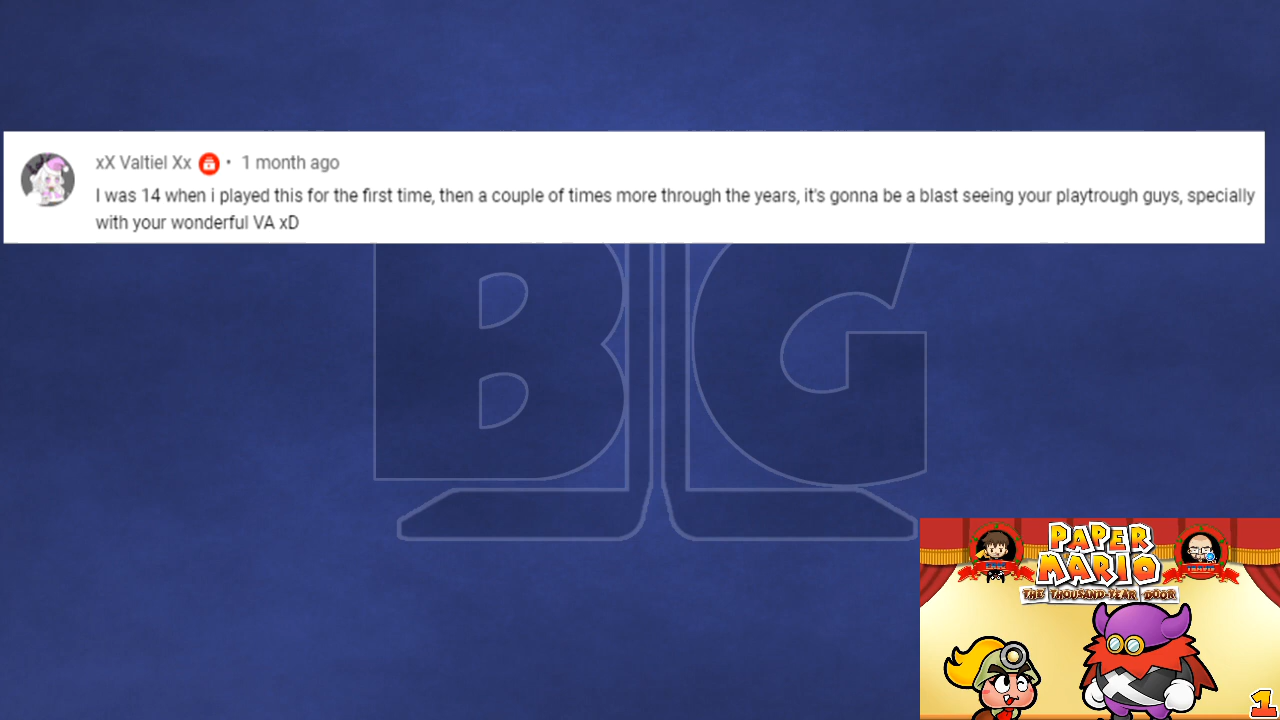 xX Valtiel Xx • 1 month ago
I was 14 when i played this for the first time, then a couple of times more through the years, it's gonna be a blast seeing your playtrough guys, specially
with your wonderful VA xD
BG
PAPER
MARIO
THE THOUSAND-YEAR DOOR
1